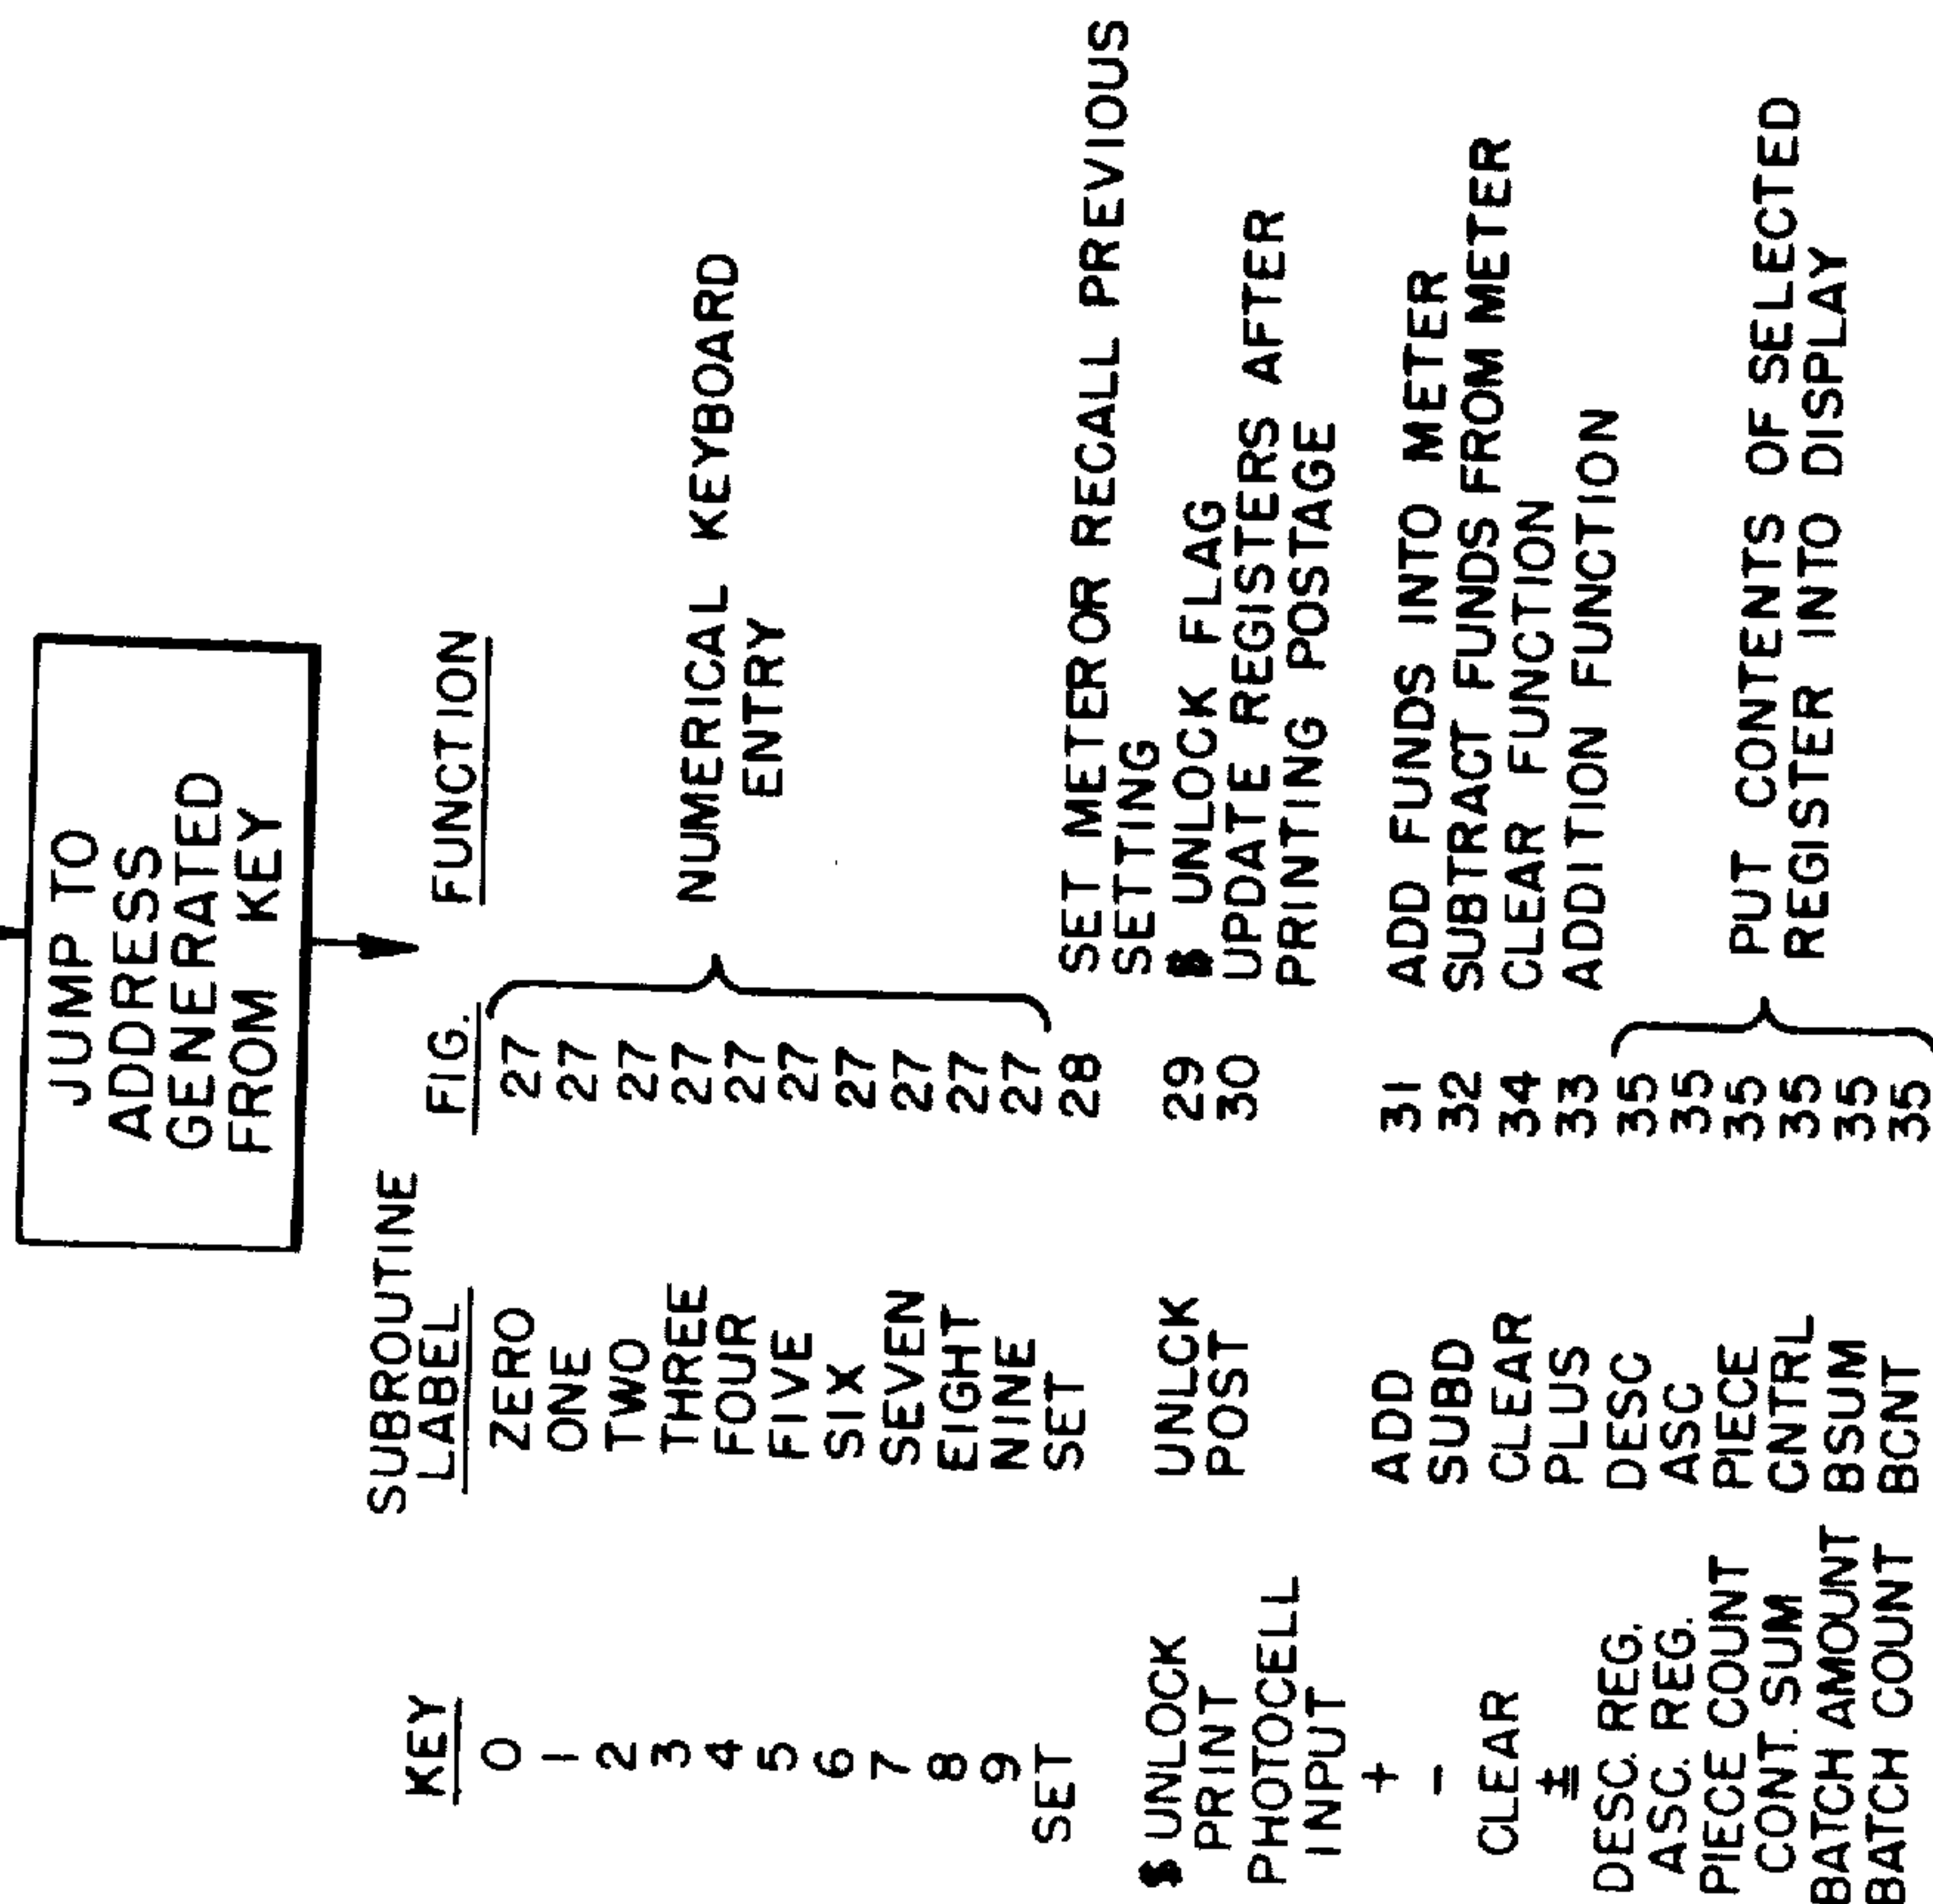 JUMP TO
ADDRESS
GENERATED
FROM KEY
SUBROUTINE
KEY LABEL FIG. FUNCTION
0 ZERO 27
1 ONE 27
2 TWO 27
3 THREE 27
4 FOUR 27 NUMERICAL KEYBOARD
5 FIVE 27 ENTRY
6 SIX 27
7 SEVEN 27
8 EIGHT 27
9 NINE 27
SET SET 28 SET METER OR RECALL PREVIOUS
SETTING
$ UNLOCK UNLCK 29 $ UNLOCK FLAG
PRINT POST 30 UPDATE REGISTERS AFTER
PHOTOCELL PRINTING POSTAGE
INPUT
+ ADD 31 ADD FUNDS INTO METER
- SUBD 32 SUBTRACT FUNDS FROM METER
CLEAR CLEAR 34 CLEAR FUNCTION
± PLUS 33 ADDITION FUNCTION
DESC. REG. DESC 35
ASC. REG. ASC 35
PIECE COUNT PIECE 35 PUT CONTENTS OF SELECTED
CONT. SUM CNTRL 35 REGISTER INTO DISPLAY
BATCH AMOUNT BSUM 35
BATCH COUNT BCNT 35